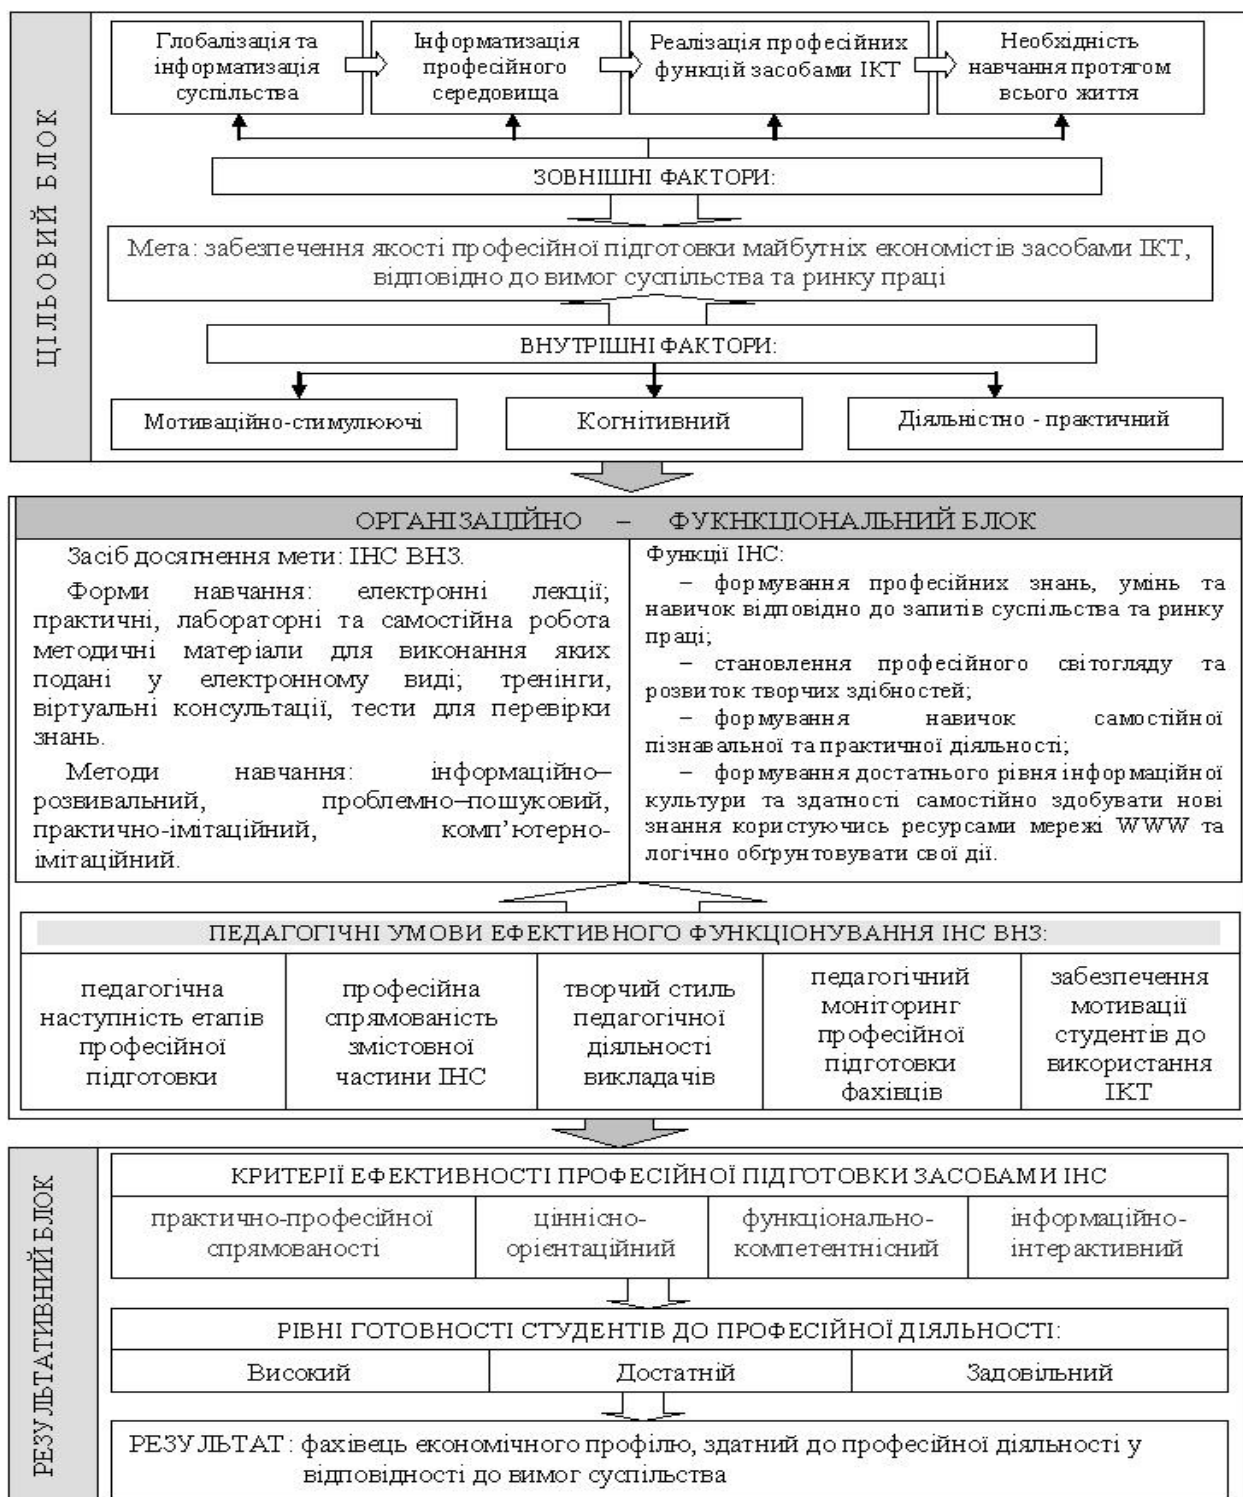 ЦІЛЬОВИЙ БЛОК
Глобалізація та
інформатизація
суспільства
Інформатизація
професійного
середовища
Реалізація професійних
функцій засобами ІКТ
Необхідність
навчання протягом
всього життя
ЗОВНІШНІ ФАКТОРИ:
Мета: забезпечення якості професійної підготовки майбутніх економістів засобами ІКТ,
відповідно до вимог суспільства та ринку праці
ВНУТРІШНІ ФАКТОРИ:
Мотиваційно-стимулюючі
Когнітивний
Діяльністно - практичний
ОРГАНІЗАЦІЙНО – ФУКНКЦІОНАЛЬНИЙ БЛОК
Засіб досягнення мети: ІНС ВНЗ.
Форми навчання: електронні лекції;
практичні, лабораторні та самостійна робота
методичні матеріали для виконання яких
подані у електронному виді; тренінги,
віртуальні консультації, тести для перевірки
знань.
Методи навчання: інформаційно–
розвивальний, проблемно–пошуковий,
практично-імітаційний, комп’ютерно-
імітаційний.
Функції ІНС:
– формування професійних знань, умінь та
навичок відповідно до запитів суспільства та ринку
праці;
– становлення професійного світогляду та
розвиток творчих здібностей;
– формування навичок самостійної
пізнавальної та практичної діяльності;
– формування достатнього рівня інформаційної
культури та здатності самостійно здобувати нові
знання користуючись ресурсами мережі WWW та
логічно обґрунтовувати свої дії.
ПЕДАГОГІЧНІ УМОВИ ЕФЕКТИВНОГО ФУНКЦІОНУВАННЯ ІНС ВНЗ:
педагогічна
наступність етапів
професійної
підготовки
професійна
спрямованість
змістовної
частини ІНС
творчий стиль
педагогічної
діяльності
викладачів
педагогічний
моніторинг
професійної
підготовки
фахівців
забезпечення
мотивації
студентів до
використання
ІКТ
РЕЗУЛЬТАТИВНИЙ БЛОК
КРИТЕРІЇ ЕФЕКТИВНОСТІ ПРОФЕСІЙНОЇ ПІДГОТОВКИ ЗАСОБАМИ ІНС
практично-професійної
спрямованості
ціннісно-
орієнтаційний
функціонально-
компетентнісний
інформаційно-
інтерактивний
РІВНІ ГОТОВНОСТІ СТУДЕНТІВ ДО ПРОФЕСІЙНОЇ ДІЯЛЬНОСТІ:
Високий
Достатній
Задовільний
РЕЗУЛЬТАТ: фахівець економічного профілю, здатний до професійної діяльності у
відповідності до вимог суспільства